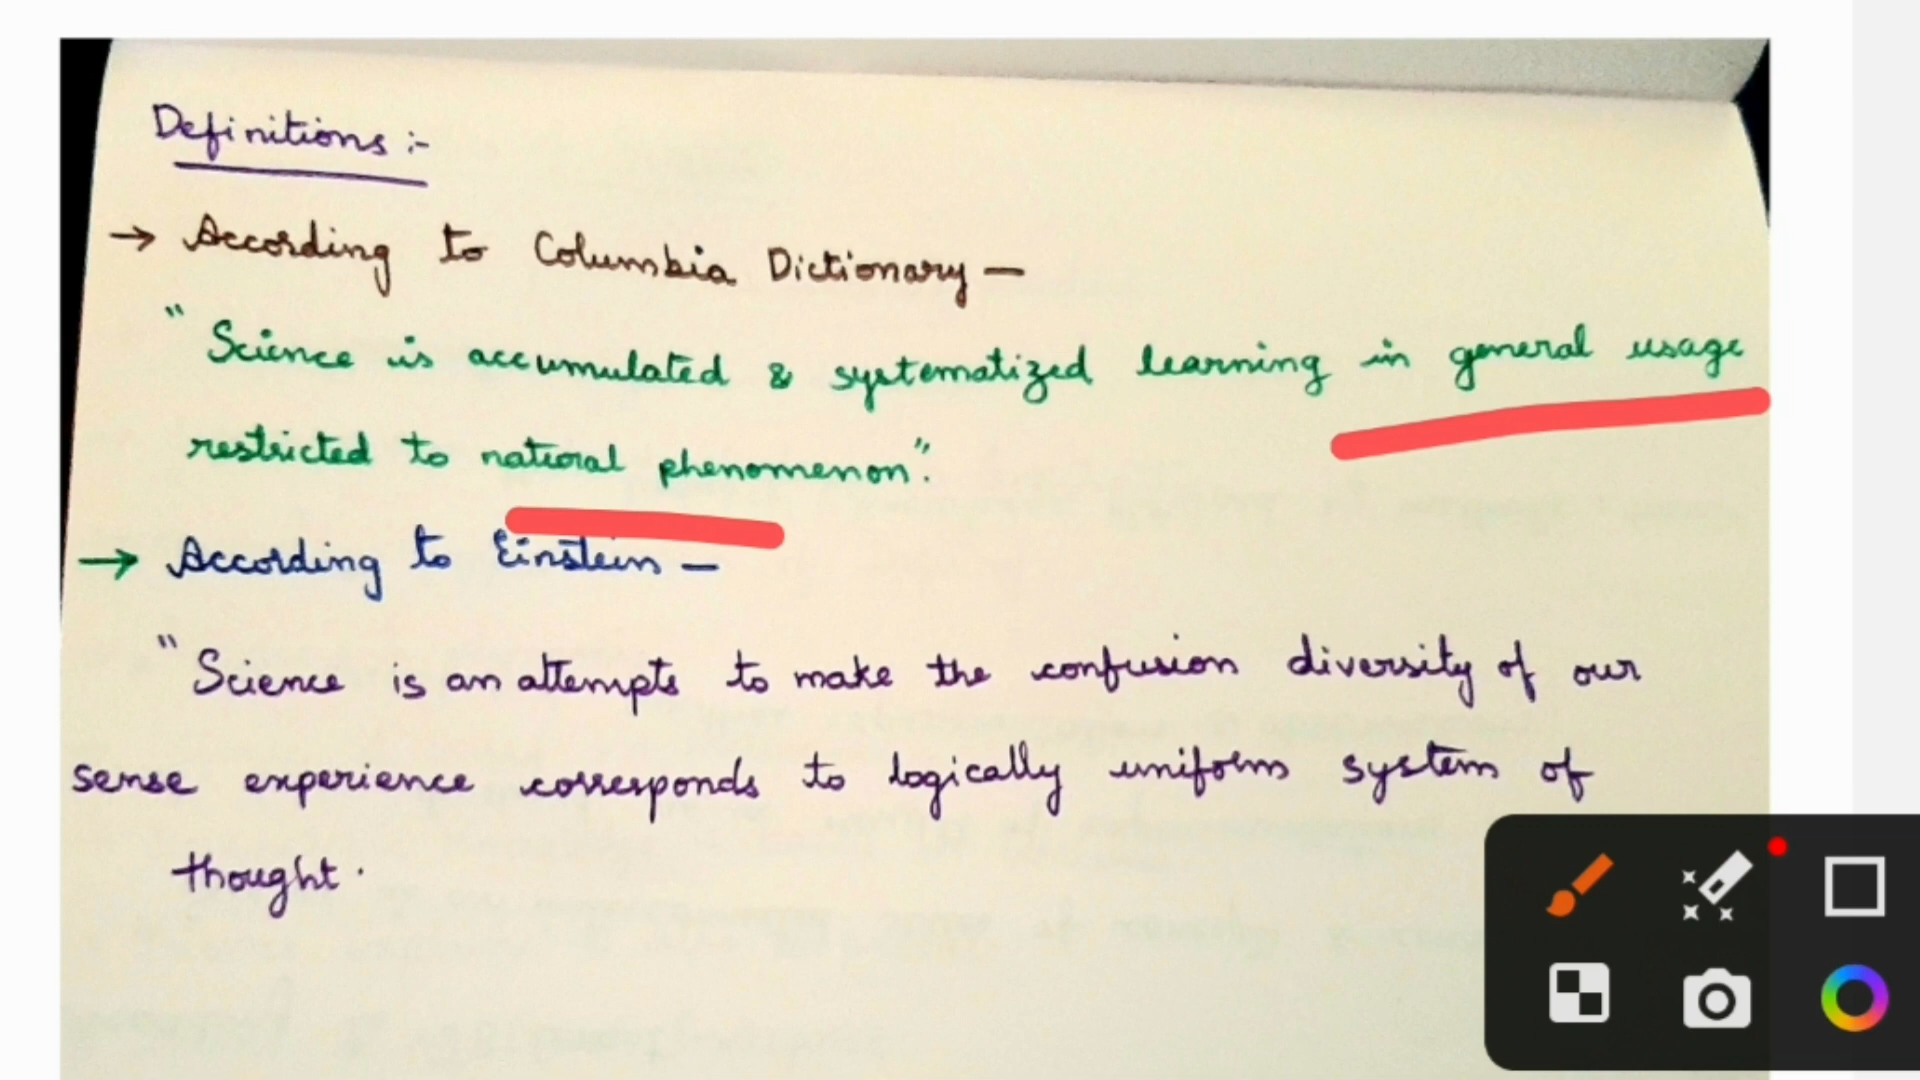 Definitions :-
→ According to Columbia Dictionary —
"Science is accumulated & systematized learning in general usage
restricted to natural phenomenon".
→ According to Einstein —
"Science is an attempts to make the confusion diversity of our
sense experience corresponds to logically uniform system of
thought.